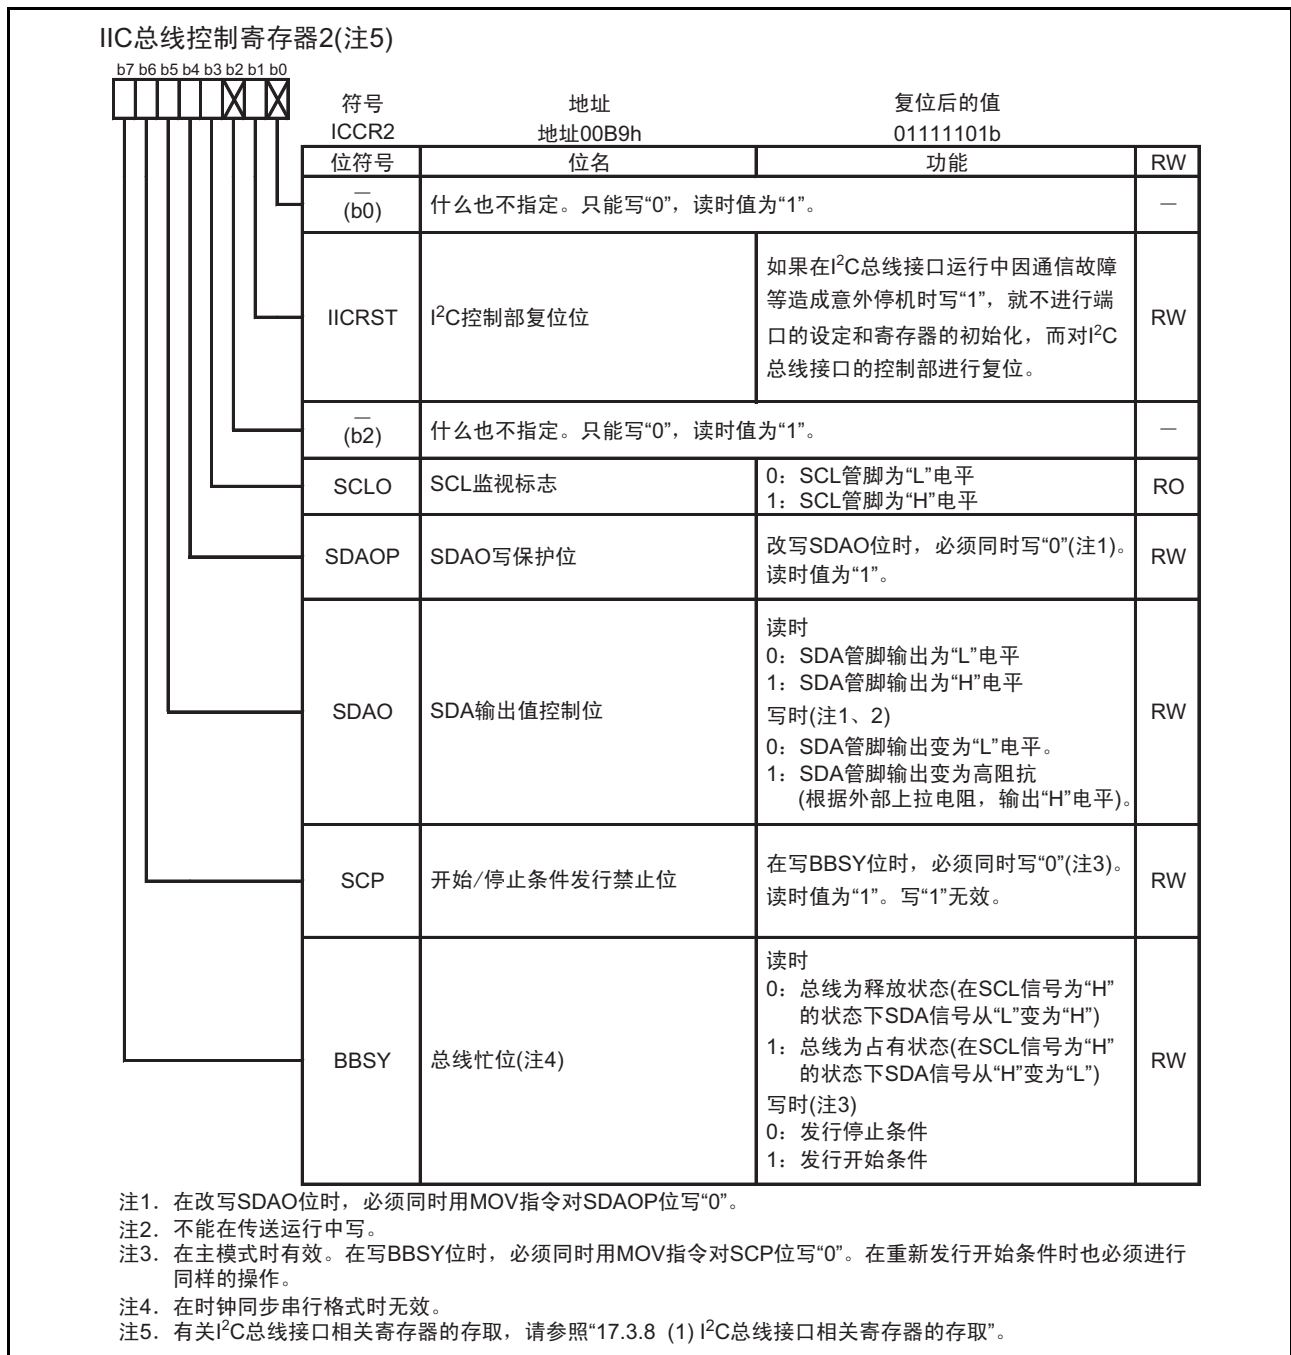 IIC总线控制寄存器2(注5)
b7 b6 b5 b4 b3 b2 b1 b0
符号 地址 复位后的值
ICCR2 地址00B9h 01111101b
位符号 位名 功能 RW
—
(b0) 什么也不指定。只能写“0”，读时值为“1”。 —
IICRST I²C控制部复位位 如果在I²C总线接口运行中因通信故障
等造成意外停机时写“1”，就不进行端
口的设定和寄存器的初始化，而对I²C
总线接口的控制部进行复位。
RW
—
(b2) 什么也不指定。只能写“0”，读时值为“1”。 —
SCLO SCL监视标志 0：SCL管脚为“L”电平
1：SCL管脚为“H”电平
RO
SDAOP SDAO写保护位 改写SDAO位时，必须同时写“0”(注1)。
读时值为“1”。
RW
SDAO SDA输出值控制位 读时
0：SDA管脚输出为“L”电平
1：SDA管脚输出为“H”电平
写时(注1、2)
0：SDA管脚输出变为“L”电平。
1：SDA管脚输出变为高阻抗
(根据外部上拉电阻，输出“H”电平)。
RW
SCP 开始/停止条件发行禁止位 在写BBSY位时，必须同时写“0”(注3)。
读时值为“1”。写“1”无效。
RW
BBSY 总线忙位(注4) 读时
0：总线为释放状态(在SCL信号为“H”
的状态下SDA信号从“L”变为“H”)
1：总线为占有状态(在SCL信号为“H”
的状态下SDA信号从“H”变为“L”)
写时(注3)
0：发行停止条件
1：发行开始条件
RW
注1．在改写SDAO位时，必须同时用MOV指令对SDAOP位写“0”。
注2．不能在传送运行中写。
注3．在主模式时有效。在写BBSY位时，必须同时用MOV指令对SCP位写“0”。在重新发行开始条件时也必须进行
同样的操作。
注4．在时钟同步串行格式时无效。
注5．有关I²C总线接口相关寄存器的存取，请参照“17.3.8 (1) I²C总线接口相关寄存器的存取”。